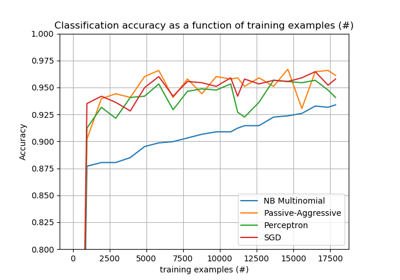 Classification accuracy as a function of training examples (#)
1.000
0.975
0.950
0.925
0.900
0.875
0.850
0.825
0.800
Accuracy
0 2500 5000 7500 10000 12500 15000 17500
training examples (#)
NB Multinomial
Passive-Aggressive
Perceptron
SGD